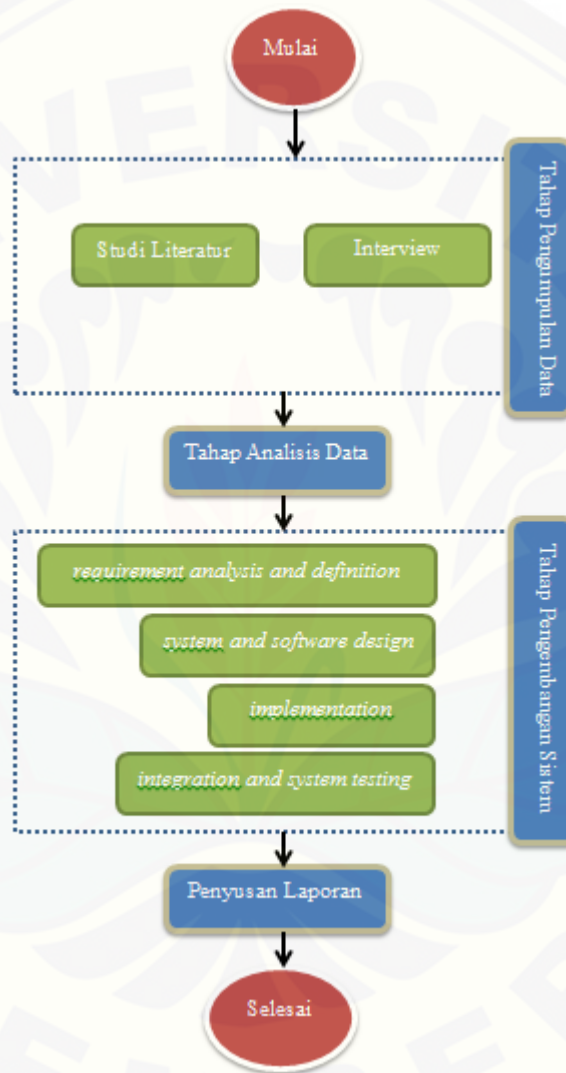 Mulai
Tahap Pengumpulan Data
Studi Literatur
Interview
Tahap Analisis Data
Tahap Pengembangan Sistem
requirement analysis and definition
system and software design
implementation
integration and system testing
Penyusan Laporan
Selesai